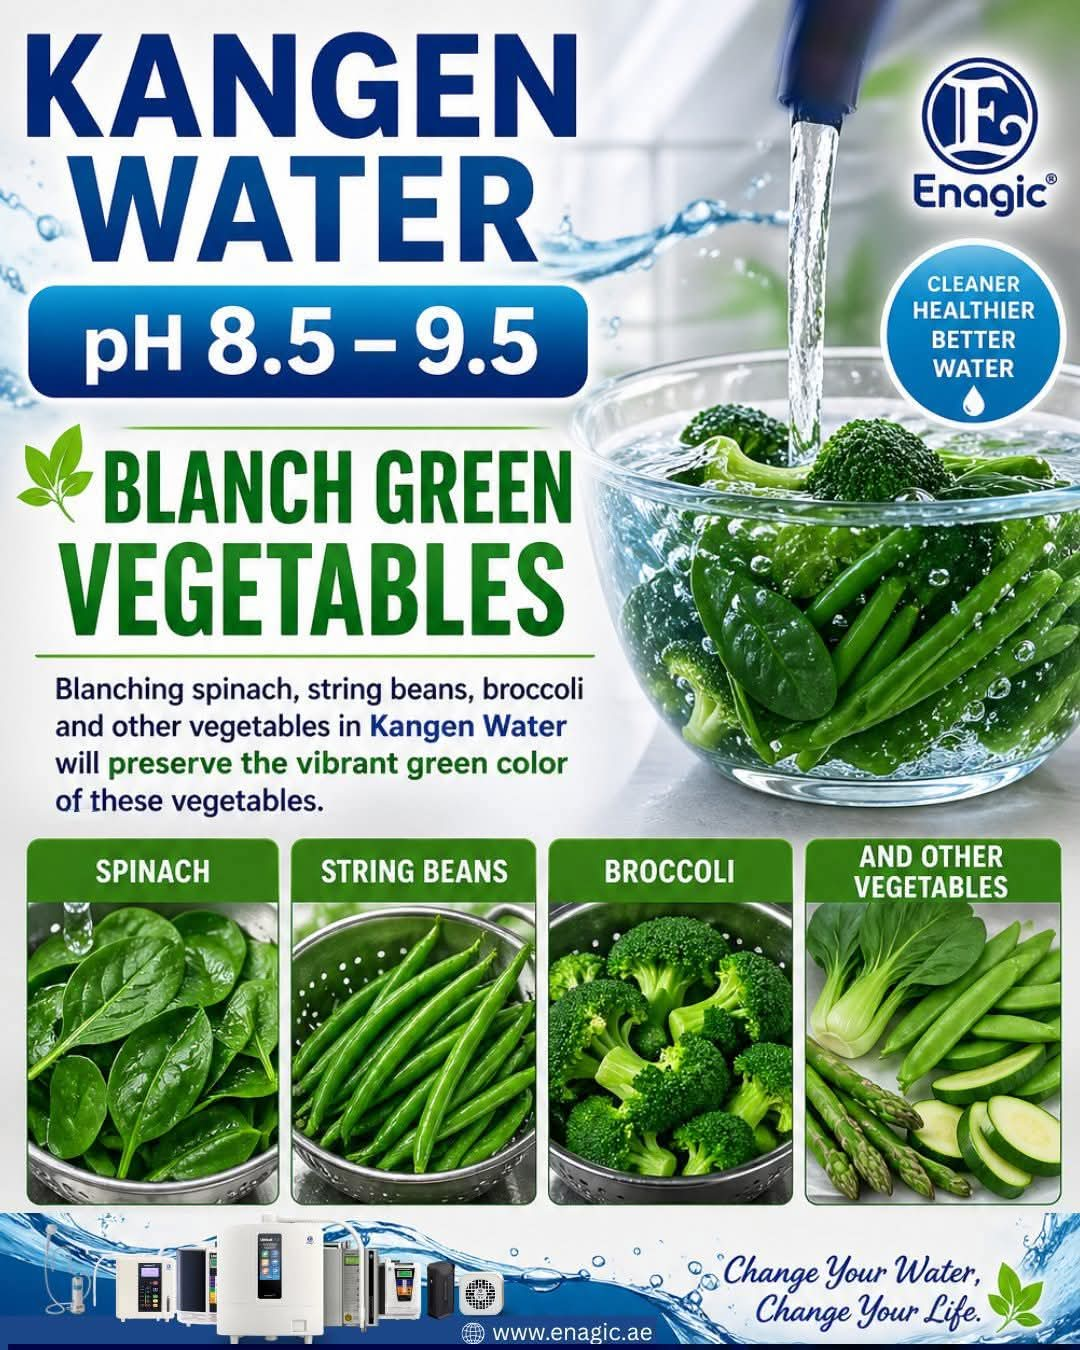 KANGEN
WATER
pH 8.5 – 9.5
E
Enagic®
CLEANER
HEALTHIER
BETTER
WATER
BLANCH GREEN
VEGETABLES
Blanching spinach, string beans, broccoli
and other vegetables in Kangen Water
will preserve the vibrant green color
of these vegetables.
SPINACH
STRING BEANS
BROCCOLI
AND OTHER
VEGETABLES
Change Your Water,
Change Your Life.
www.enagic.ae